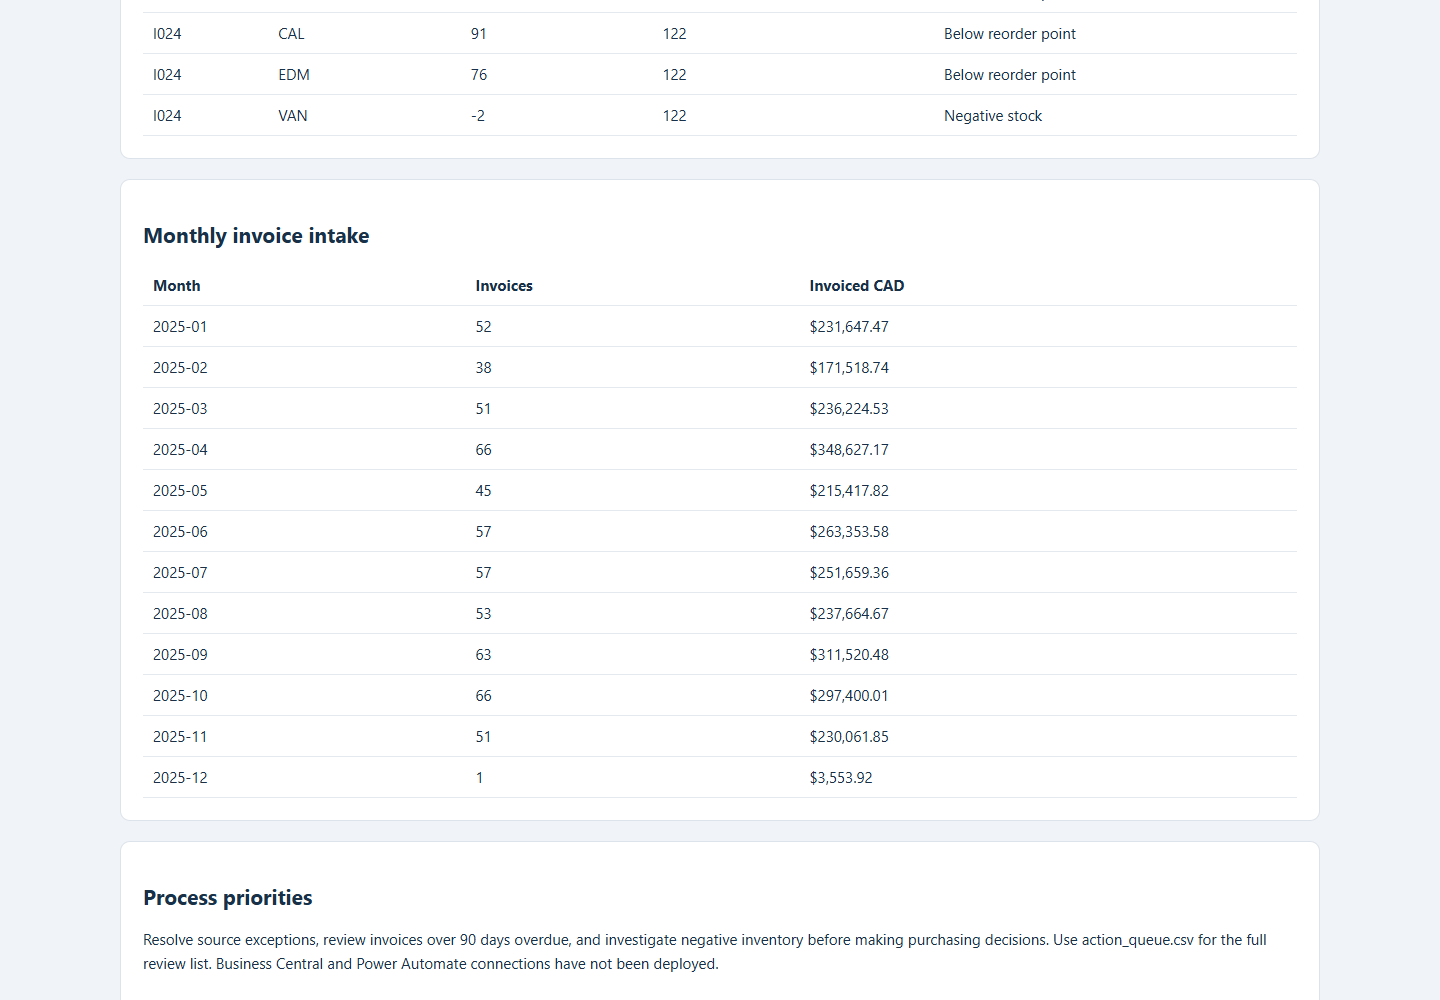 I024 CAL 91 122 Below reorder point
I024 EDM 76 122 Below reorder point
I024 VAN -2 122 Negative stock
Monthly invoice intake
Month Invoices Invoiced CAD
2025-01 52 $231,647.47
2025-02 38 $171,518.74
2025-03 51 $236,224.53
2025-04 66 $348,627.17
2025-05 45 $215,417.82
2025-06 57 $263,353.58
2025-07 57 $251,659.36
2025-08 53 $237,664.67
2025-09 63 $311,520.48
2025-10 66 $297,400.01
2025-11 51 $230,061.85
2025-12 1 $3,553.92
Process priorities
Resolve source exceptions, review invoices over 90 days overdue, and investigate negative inventory before making purchasing decisions. Use action_queue.csv for the full
review list. Business Central and Power Automate connections have not been deployed.